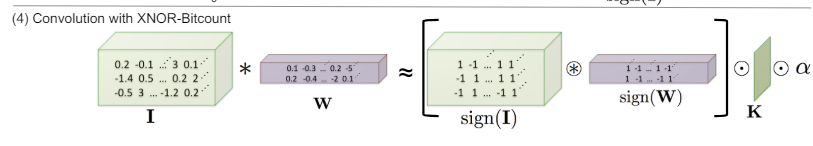 (4) Convolution with XNOR-Bitcount
0.2 -0.1 ... 3 0.1
-1.4 0.5 ... 0.2 2
-0.5 3 ... -1.2 0.2
I
*
0.1 -0.3 ... 0.2 -5
0.2 -0.4 ... -2 0.1
W
≈
[
1 -1 ... 1 1
-1 1 ... 1 1
-1 1 ... -1 1
sign(I)
⊛
1 -1 ... 1 -1
1 -1 ... -1 1
sign(W)
]
⊙
K
⊙ α